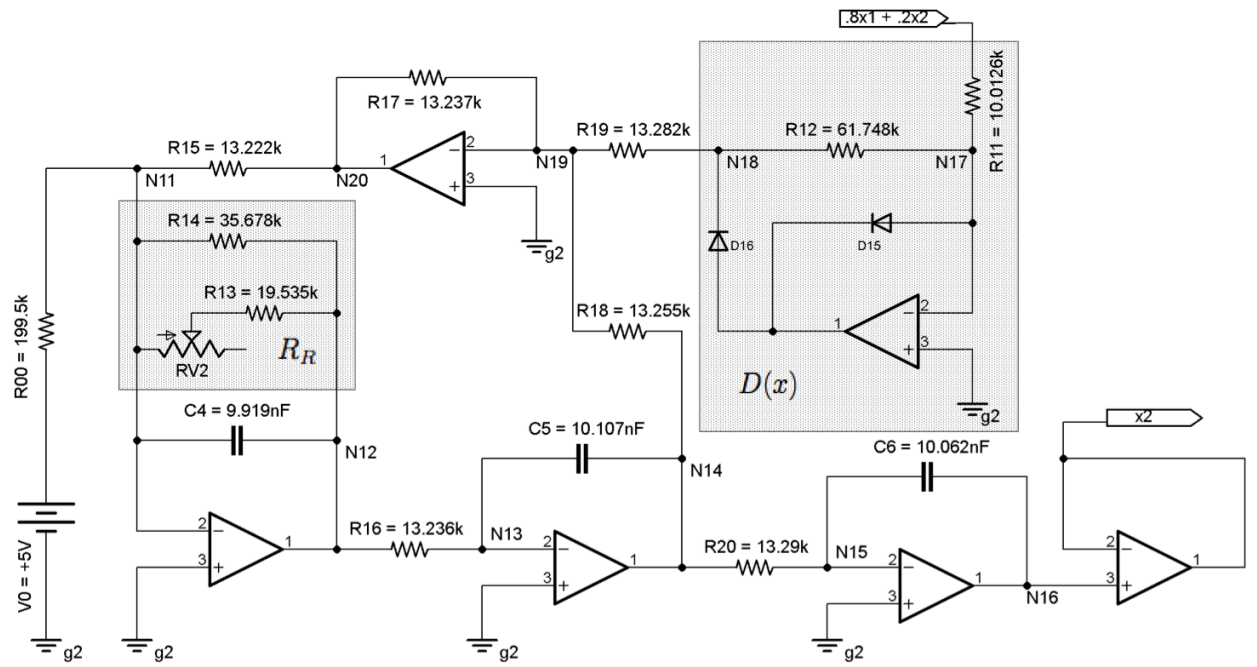 .8x1 + .2x2
R17 = 13.237k
R11 = 10.0126k
R15 = 13.222k
R19 = 13.282k
R12 = 61.748k
N11
1
N20
2
−
3
+
N19
N18
N17
g2
R14 = 35.678k
D16
D15
R13 = 19.535k
R18 = 13.255k
1
2
−
3
+
RV2
R_R
D(x)
R00 = 199.5k
g2
C4 = 9.919nF
N12
C5 = 10.107nF
N14
C6 = 10.062nF
x2
2
−
3
+
1
R16 = 13.236k
N13
2
−
3
+
1
R20 = 13.29k
N15
2
−
3
+
1
N16
2
−
3
+
1
V0 = +5V
g2
g2
g2
g2